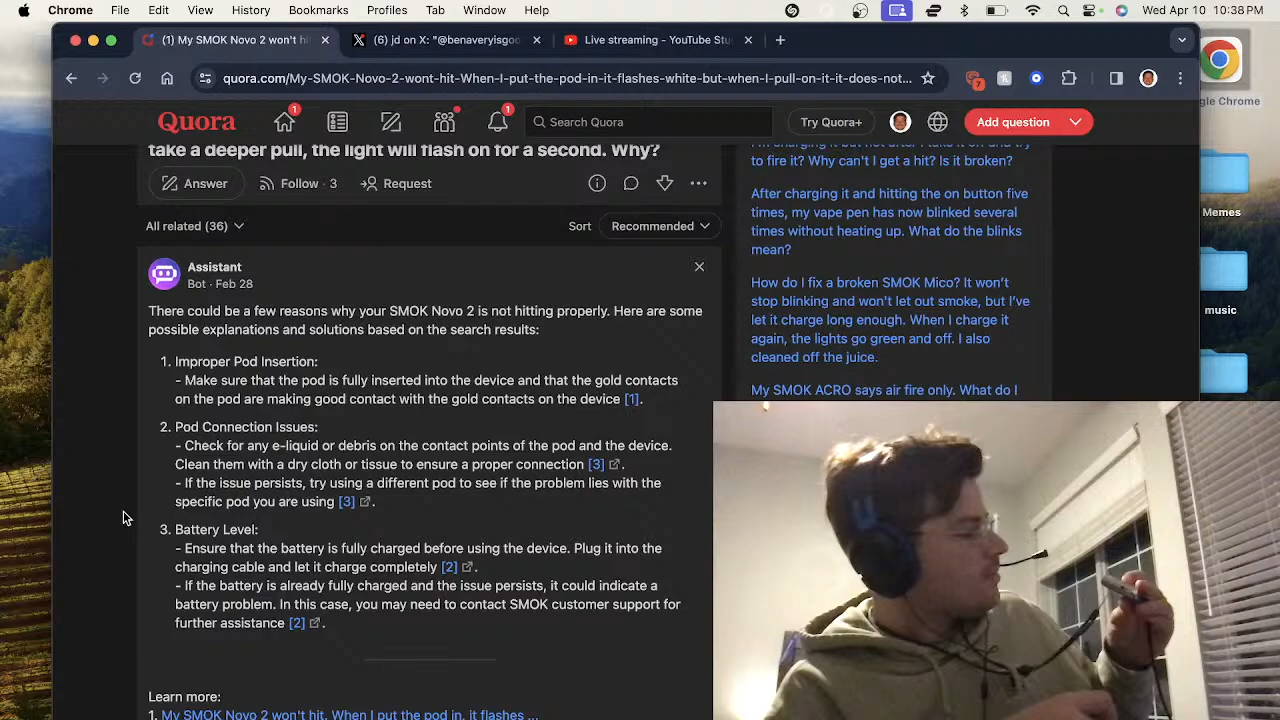 Chrome File Edit View History Bookmarks Profiles Tab Window Help Wed Apr 10 10:38 PM
(1) My SMOK Novo 2 won't hi
(6) jd on X: "@benaveryisgoo
Live streaming - YouTube Stu
quora.com/My-SMOK-Novo-2-wont-hit-When-I-put-the-pod-in-it-flashes-white-but-when-I-pull-on-it-it-does-not...
7
gle Chrome
Quora
1
1
Search Quora
Try Quora+
Add question
take a deeper pull, the light will flash on for a second. Why?
Answer
Follow · 3
Request
All related (36)
Sort
Recommended
Assistant
Bot · Feb 28
There could be a few reasons why your SMOK Novo 2 is not hitting properly. Here are some
possible explanations and solutions based on the search results:
1. Improper Pod Insertion:
- Make sure that the pod is fully inserted into the device and that the gold contacts
on the pod are making good contact with the gold contacts on the device [1].
2. Pod Connection Issues:
- Check for any e-liquid or debris on the contact points of the pod and the device.
Clean them with a dry cloth or tissue to ensure a proper connection [3].
- If the issue persists, try using a different pod to see if the problem lies with the
specific pod you are using [3].
3. Battery Level:
- Ensure that the battery is fully charged before using the device. Plug it into the
charging cable and let it charge completely [2].
- If the battery is already fully charged and the issue persists, it could indicate a
battery problem. In this case, you may need to contact SMOK customer support for
further assistance [2].
Learn more:
1. My SMOK Novo 2 won't hit. When I put the pod in, it flashes ...
I'm charging it but not after I take it off and try
to fire it? Why can't I get a hit? Is it broken?
After charging it and hitting the on button five
times, my vape pen has now blinked several
times without heating up. What do the blinks
mean?
How do I fix a broken SMOK Mico? It won't
stop blinking and won't let out smoke, but I've
let it charge long enough. When I charge it
again, the lights go green and off. I also
cleaned off the juice.
My SMOK ACRO says air fire only. What do I
Memes
music